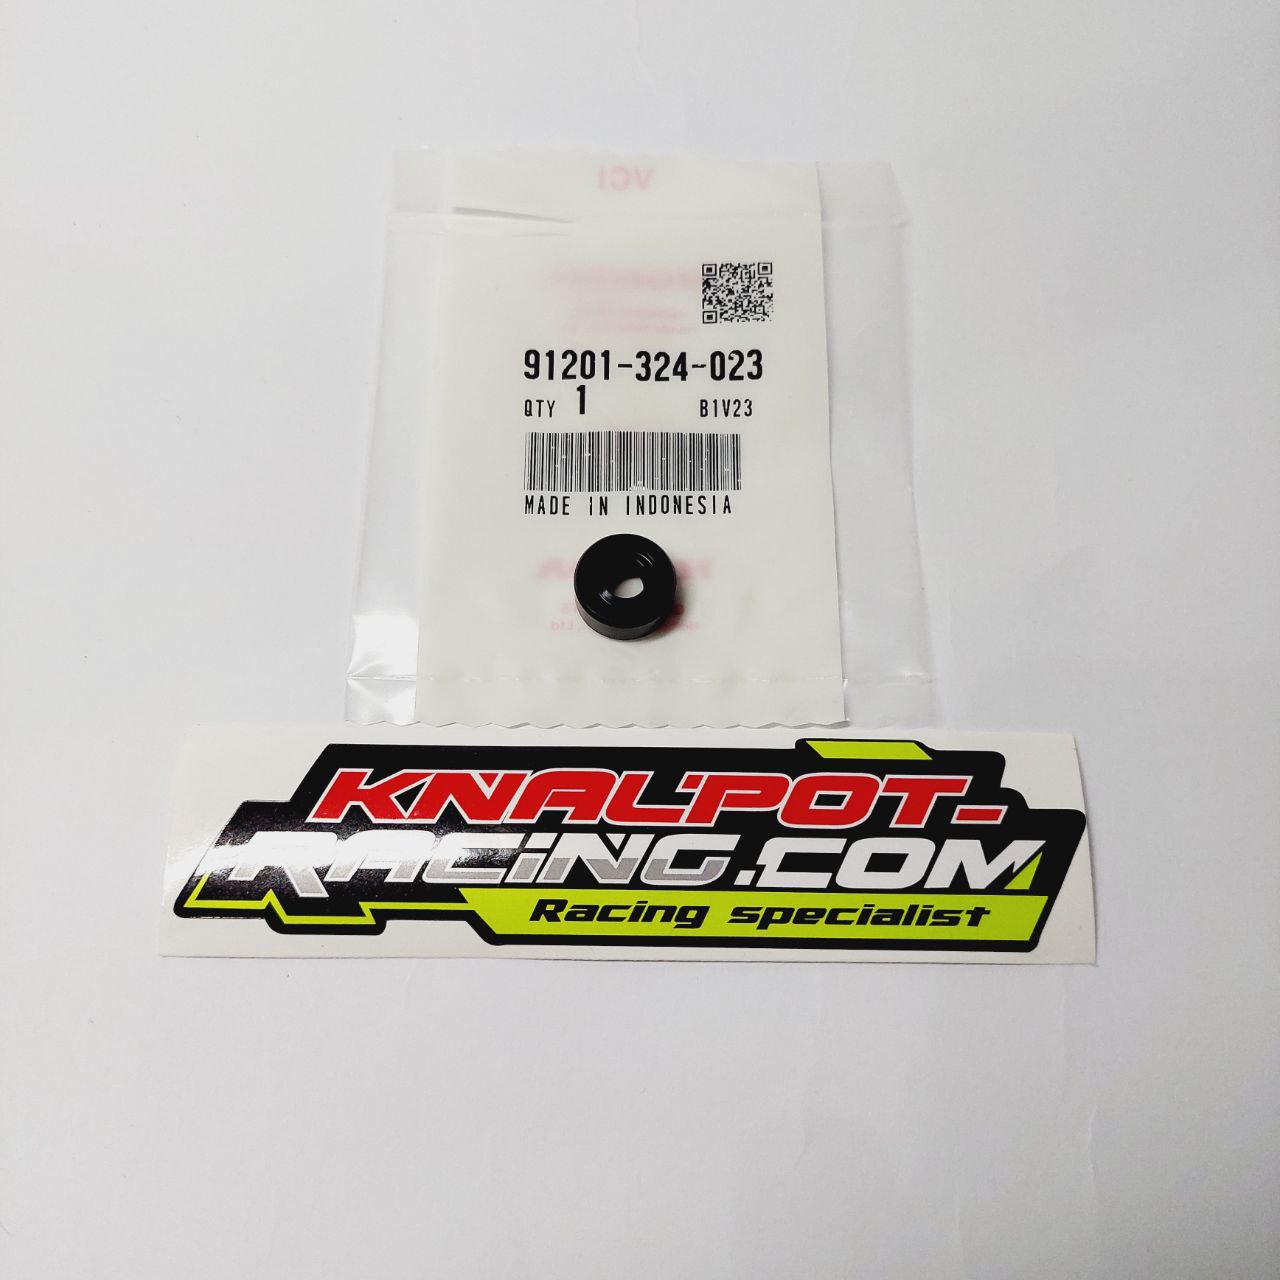 VCI
91201-324-023
QTY 1 B1V23
MADE IN INDONESIA
KNALPOT-
RACING.COM
Racing specialist